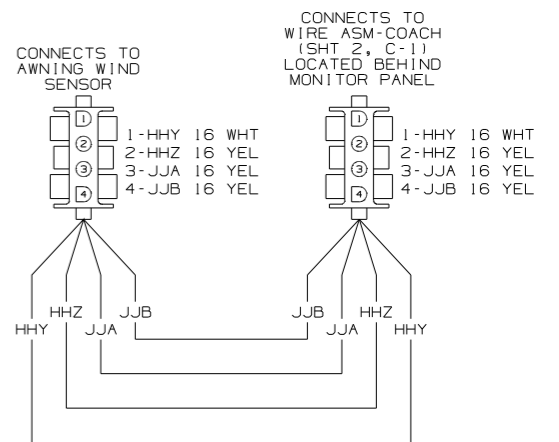 CONNECTS TO
AWNING WIND
SENSOR
1
2
3
4
1-HHY 16 WHT
2-HHZ 16 YEL
3-JJA 16 YEL
4-JJB 16 YEL
CONNECTS TO
WIRE ASM-COACH
(SHT 2, C-1)
LOCATED BEHIND
MONITOR PANEL
1
2
3
4
1-HHY 16 WHT
2-HHZ 16 YEL
3-JJA 16 YEL
4-JJB 16 YEL
HHY HHZ JJA JJB
JJB JJA HHZ HHY